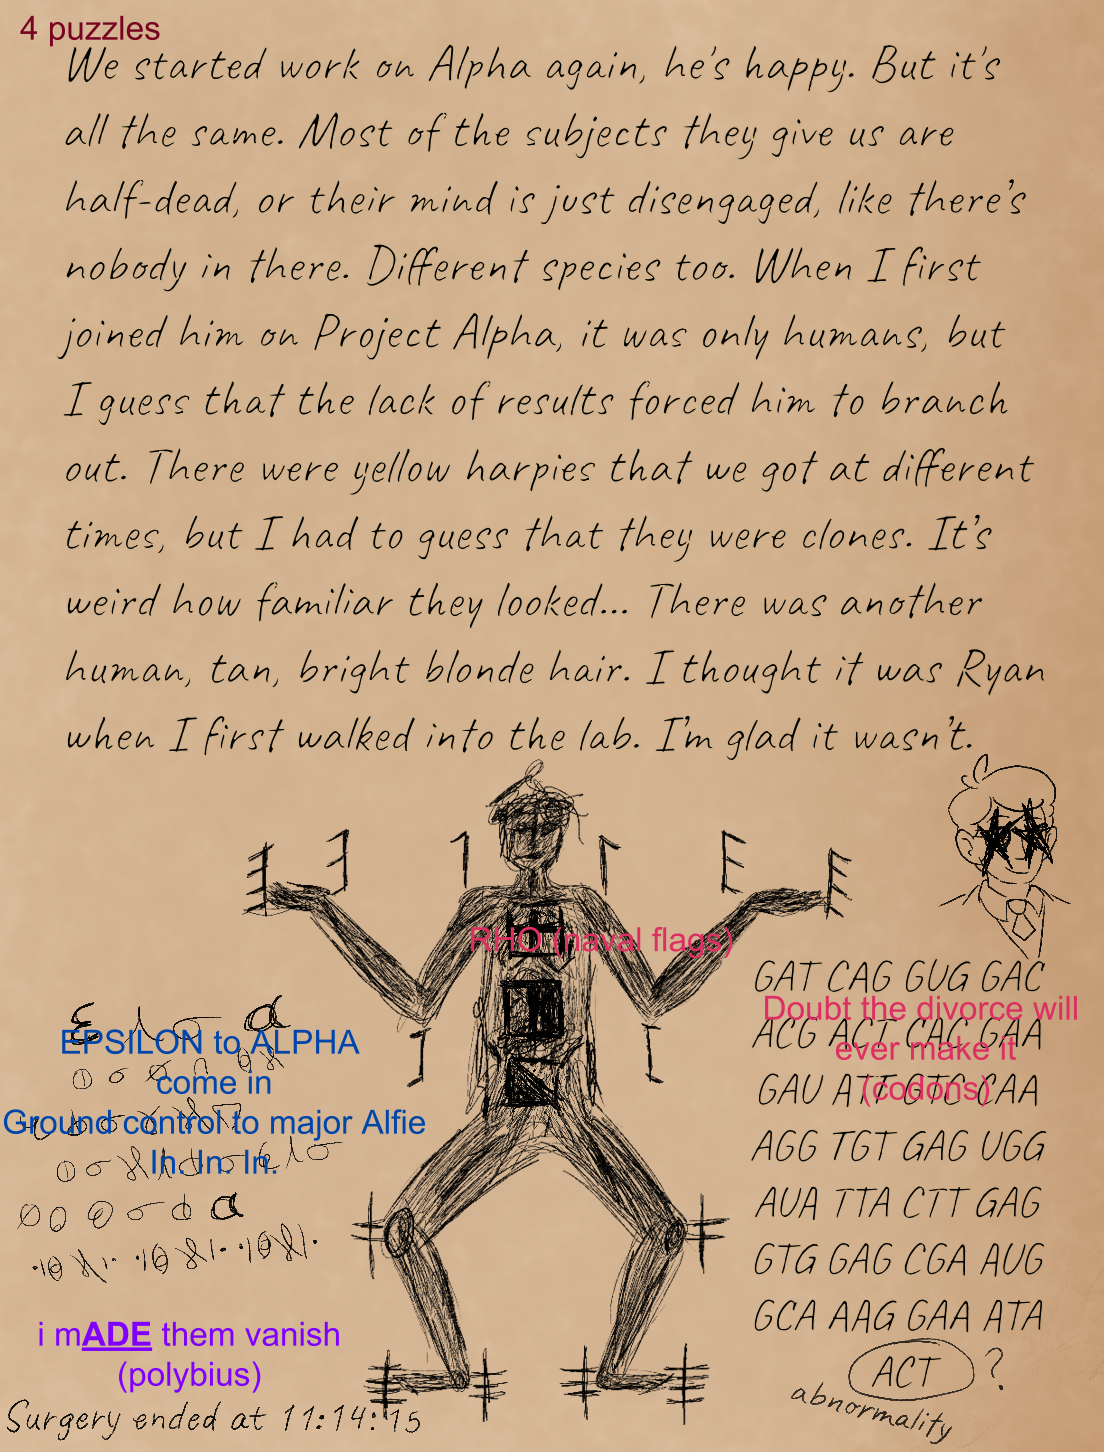 4 puzzles
We started work on Alpha again, he's happy. But it's
all the same. Most of the subjects they give us are
half-dead, or their mind is just disengaged, like there's
nobody in there. Different species too. When I first
joined him on Project Alpha, it was only humans, but
I guess that the lack of results forced him to branch
out. There were yellow harpies that we got at different
times, but I had to guess that they were clones. It's
weird how familiar they looked... There was another
human, tan, bright blonde hair. I thought it was Ryan
when I first walked into the lab. I'm glad it wasn't.
RHO (naval flags)
EPSILON to ALPHA
come in
Ground control to major Alfie
In. In. In.
i mADE them vanish
(polybius)
Surgery ended at 11:14:15
GAT CAG GUG GAC
Doubt the divorce will
ACG ACT CAC GAA
ever make it
GAU ATT GTC CAA
(codons)
AGG TGT GAG UGG
AUA TTA CTT GAG
GTG GAG CGA AUG
GCA AAG GAA ATA
ACT ?
abnormality